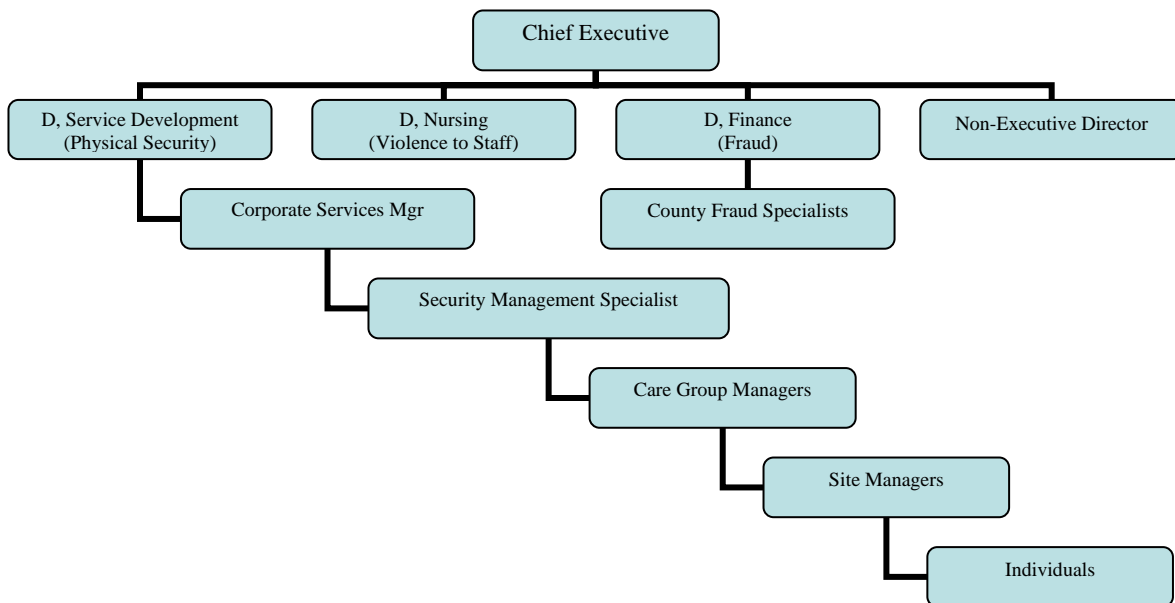 Chief Executive
D, Service Development
(Physical Security)
D, Nursing
(Violence to Staff)
D, Finance
(Fraud)
Non-Executive Director
Corporate Services Mgr
County Fraud Specialists
Security Management Specialist
Care Group Managers
Site Managers
Individuals